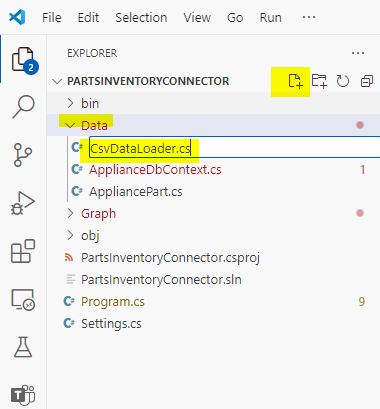 File Edit Selection View Go Run ···
EXPLORER ···
PARTSINVENTORYCONNECTOR
bin
Data
C# CsvDataLoader.cs
C# ApplianceDbContext.cs 1
C# AppliancePart.cs
Graph
obj
PartsInventoryConnector.csproj
PartsInventoryConnector.sln
C# Program.cs 9
C# Settings.cs
2